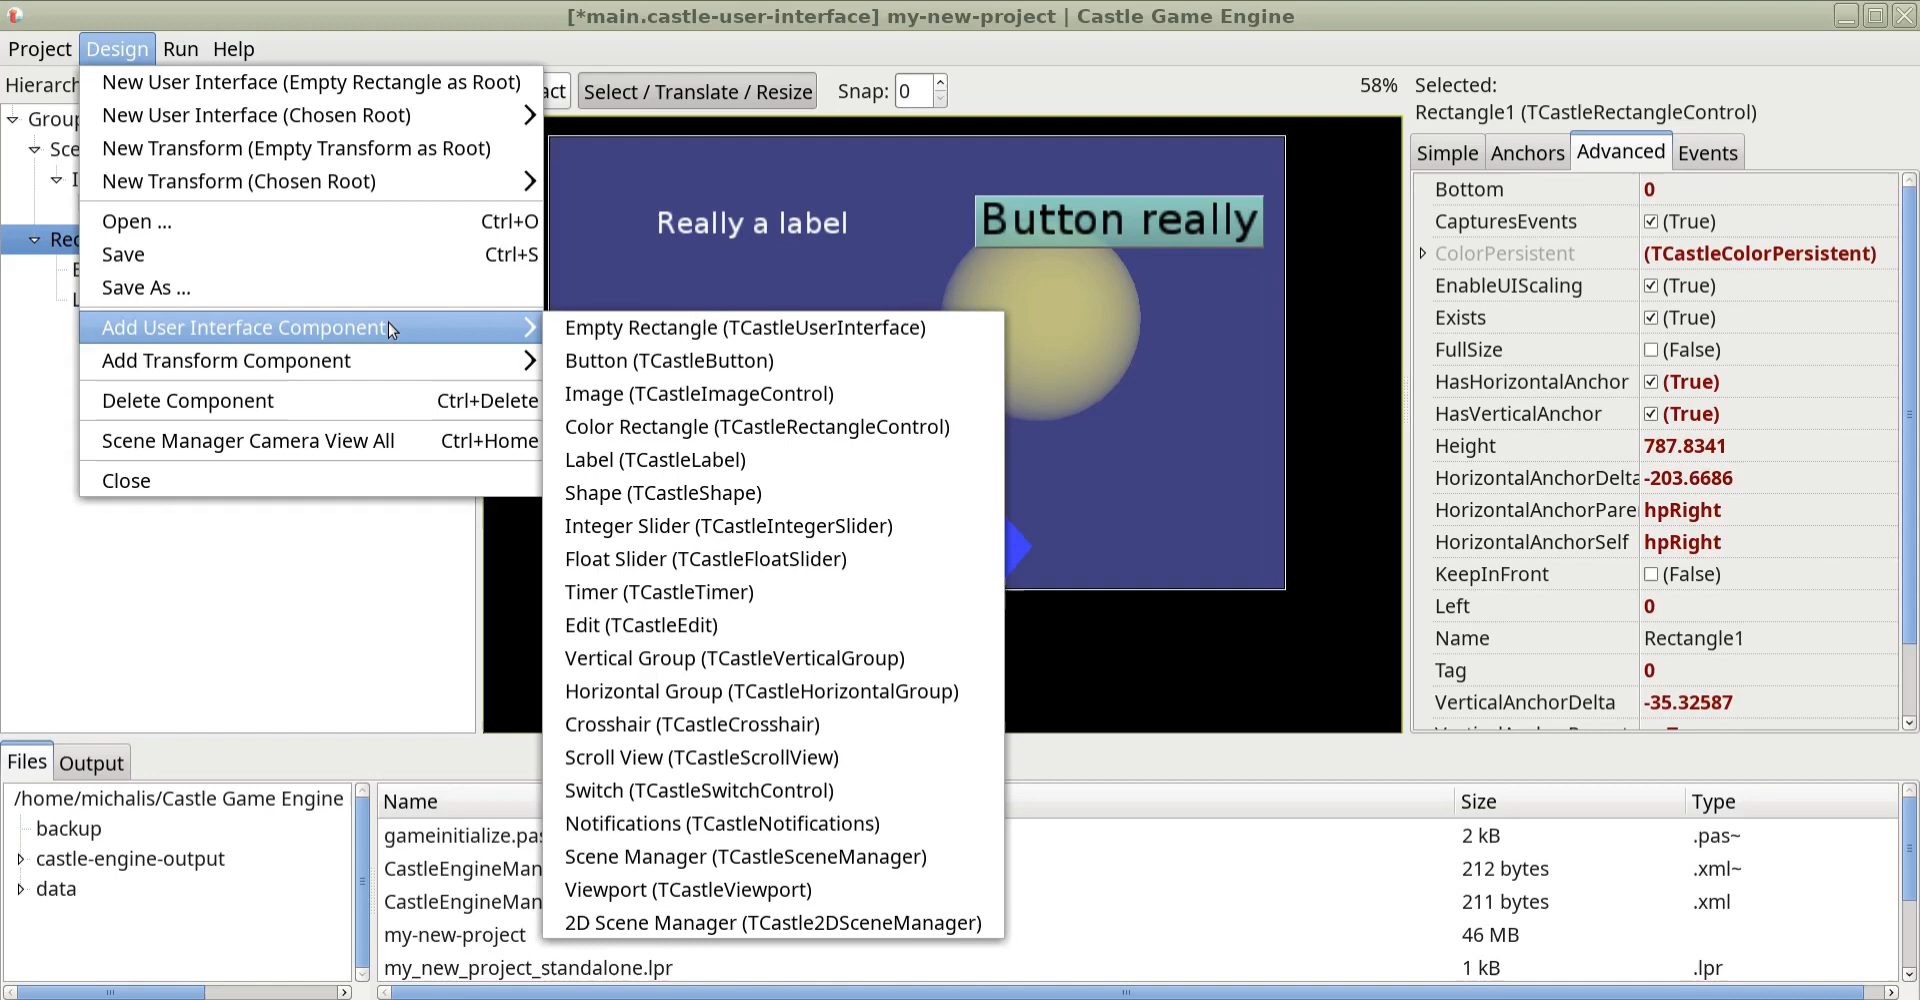 [*main.castle-user-interface] my-new-project | Castle Game Engine
Project Design Run Help
Hierarch
Group
Sce
I
Rec
New User Interface (Empty Rectangle as Root)
New User Interface (Chosen Root)
New Transform (Empty Transform as Root)
New Transform (Chosen Root)
Open ... Ctrl+O
Save Ctrl+S
Save As ...
Add User Interface Component
Add Transform Component
Delete Component Ctrl+Delete
Scene Manager Camera View All Ctrl+Home
Close
act Select / Translate / Resize Snap: 0 58%
Really a label
Button really
Empty Rectangle (TCastleUserInterface)
Button (TCastleButton)
Image (TCastleImageControl)
Color Rectangle (TCastleRectangleControl)
Label (TCastleLabel)
Shape (TCastleShape)
Integer Slider (TCastleIntegerSlider)
Float Slider (TCastleFloatSlider)
Timer (TCastleTimer)
Edit (TCastleEdit)
Vertical Group (TCastleVerticalGroup)
Horizontal Group (TCastleHorizontalGroup)
Crosshair (TCastleCrosshair)
Scroll View (TCastleScrollView)
Switch (TCastleSwitchControl)
Notifications (TCastleNotifications)
Scene Manager (TCastleSceneManager)
Viewport (TCastleViewport)
2D Scene Manager (TCastle2DSceneManager)
Selected:
Rectangle1 (TCastleRectangleControl)
Simple Anchors Advanced Events
Bottom 0
CapturesEvents (True)
ColorPersistent (TCastleColorPersistent)
EnableUIScaling (True)
Exists (True)
FullSize (False)
HasHorizontalAnchor (True)
HasVerticalAnchor (True)
Height 787.8341
HorizontalAnchorDelta -203.6686
HorizontalAnchorPare hpRight
HorizontalAnchorSelf hpRight
KeepInFront (False)
Left 0
Name Rectangle1
Tag 0
VerticalAnchorDelta -35.32587
Files Output
/home/michalis/Castle Game Engine
backup
castle-engine-output
data
Name Size Type
gameinitialize.pas 2 kB .pas~
CastleEngineMan 212 bytes .xml~
CastleEngineMan 211 bytes .xml
my-new-project 46 MB
my_new_project_standalone.lpr 1 kB .lpr